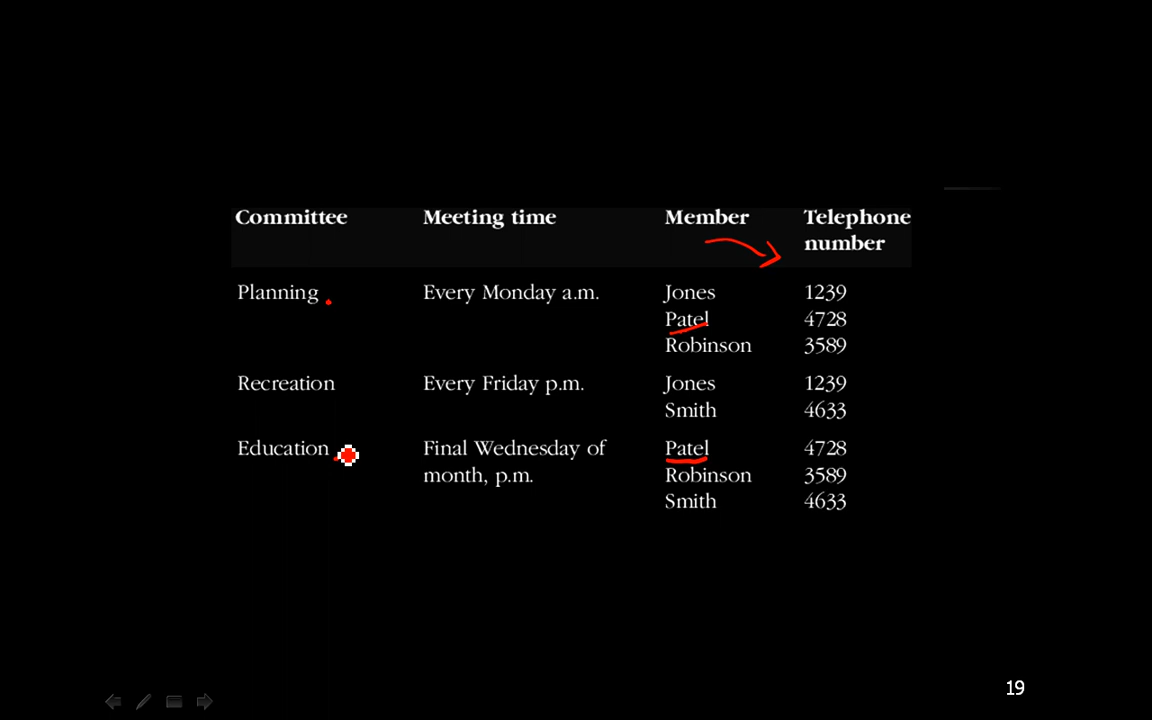 Committee Meeting time Member Telephone
number
Planning Every Monday a.m. Jones 1239
Patel 4728
Robinson 3589
Recreation Every Friday p.m. Jones 1239
Smith 4633
Education Final Wednesday of Patel 4728
month, p.m. Robinson 3589
Smith 4633
19